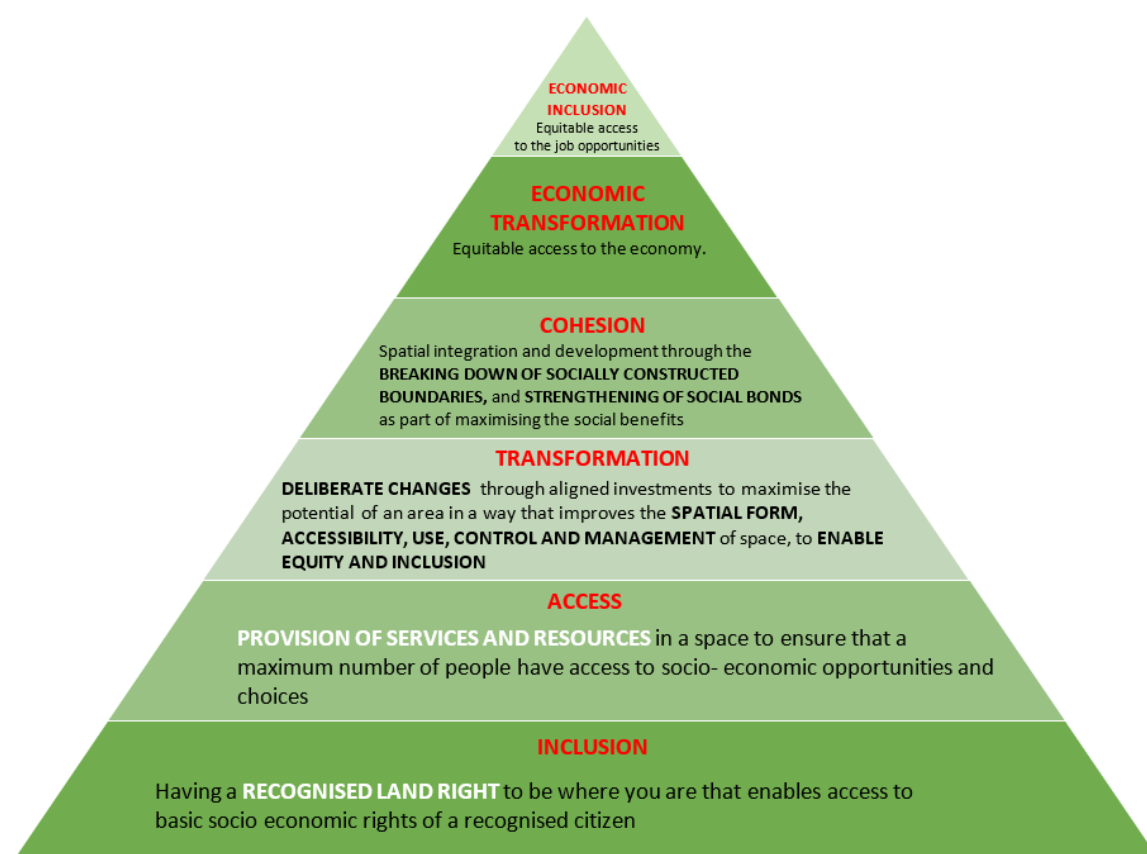 ECONOMIC
INCLUSION
Equitable access
to the job opportunities
ECONOMIC
TRANSFORMATION
Equitable access to the economy.
COHESION
Spatial integration and development through the
BREAKING DOWN OF SOCIALLY CONSTRUCTED
BOUNDARIES, and STRENGTHENING OF SOCIAL BONDS
as part of maximising the social benefits
TRANSFORMATION
DELIBERATE CHANGES through aligned investments to maximise the
potential of an area in a way that improves the SPATIAL FORM,
ACCESSIBILITY, USE, CONTROL AND MANAGEMENT of space, to ENABLE
EQUITY AND INCLUSION
ACCESS
PROVISION OF SERVICES AND RESOURCES in a space to ensure that a
maximum number of people have access to socio- economic opportunities and
choices
INCLUSION
Having a RECOGNISED LAND RIGHT to be where you are that enables access to
basic socio economic rights of a recognised citizen